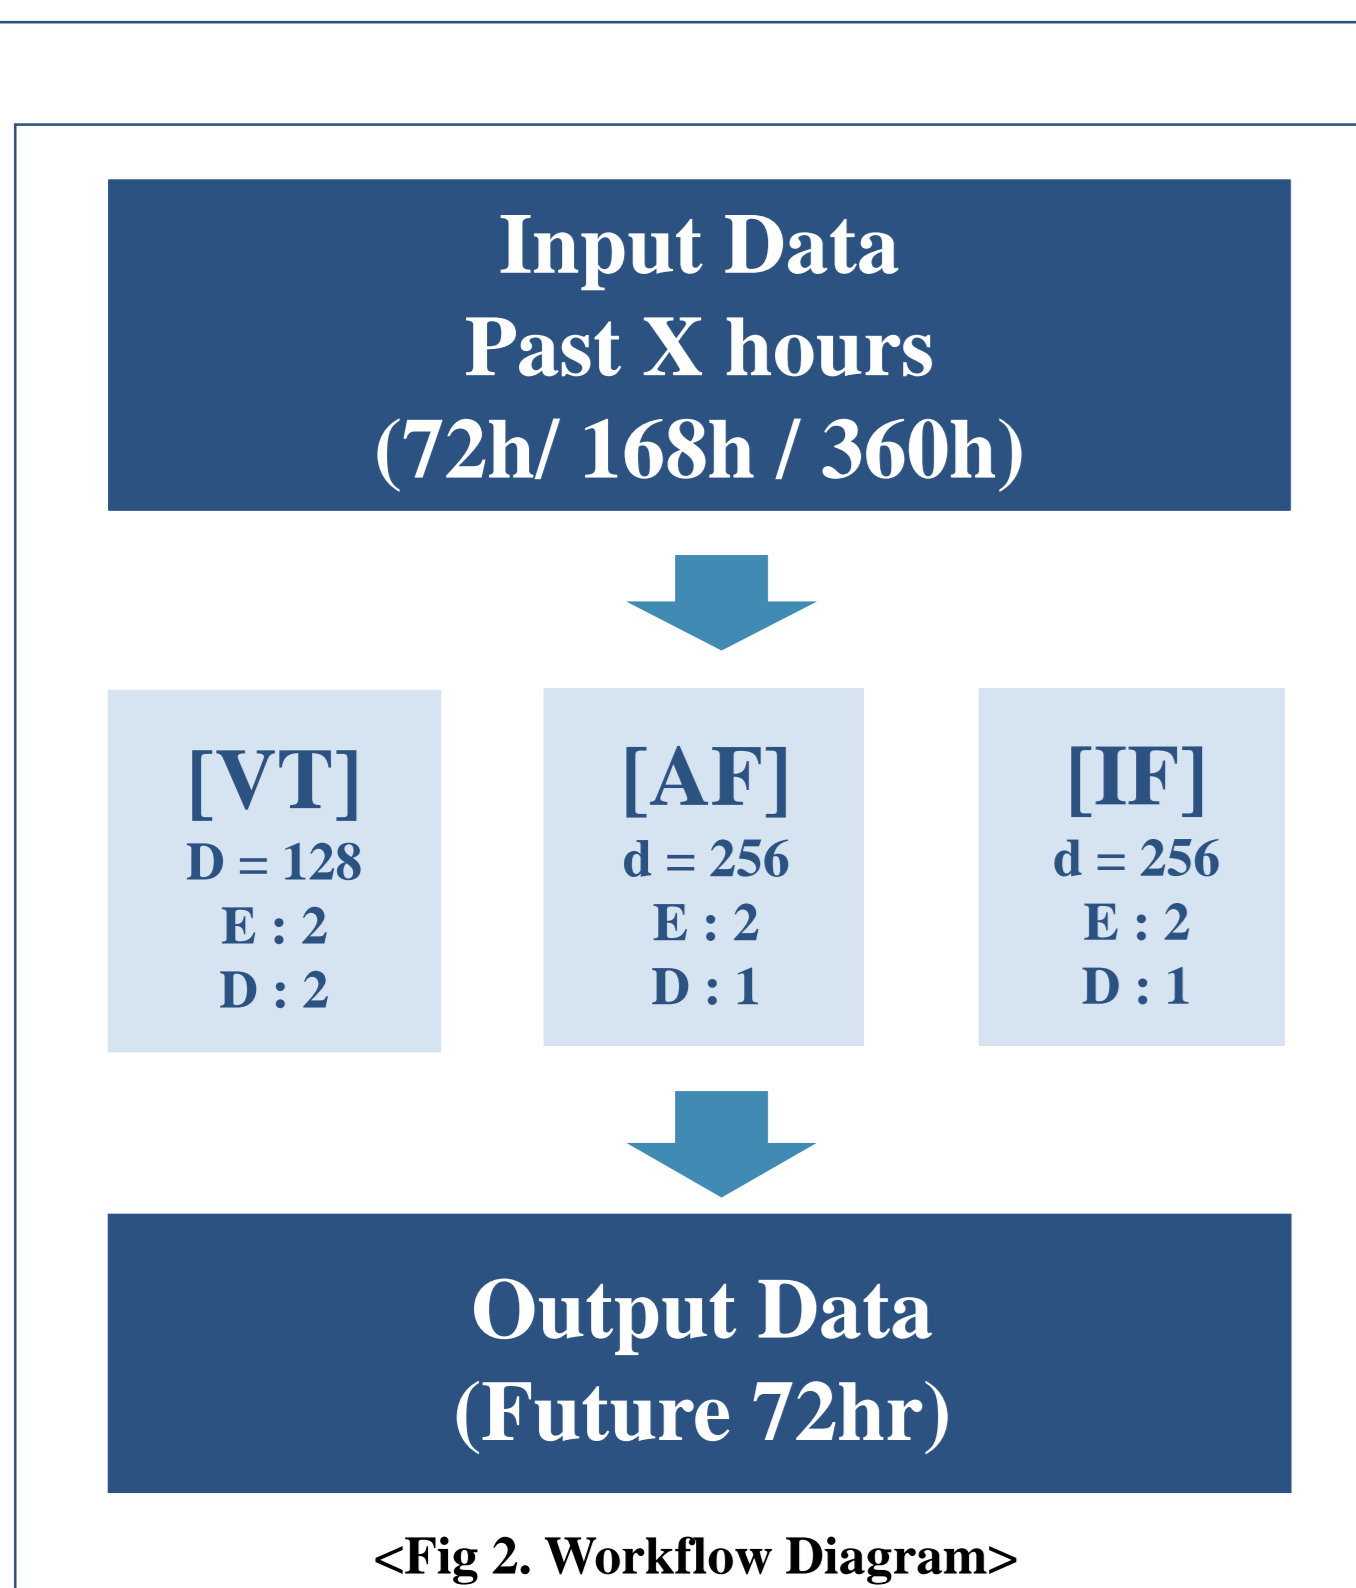 Input Data
Past X hours
(72h/ 168h / 360h)
[VT]
D = 128
E : 2
D : 2
[AF]
d = 256
E : 2
D : 1
[IF]
d = 256
E : 2
D : 1
Output Data
(Future 72hr)
<Fig 2. Workflow Diagram>